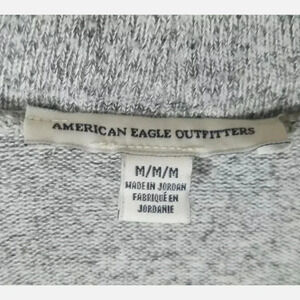 AMERICAN EAGLE OUTFITTERS
M/M/M
MADE IN JORDAN
FABRIQUÉ EN
JORDANIE